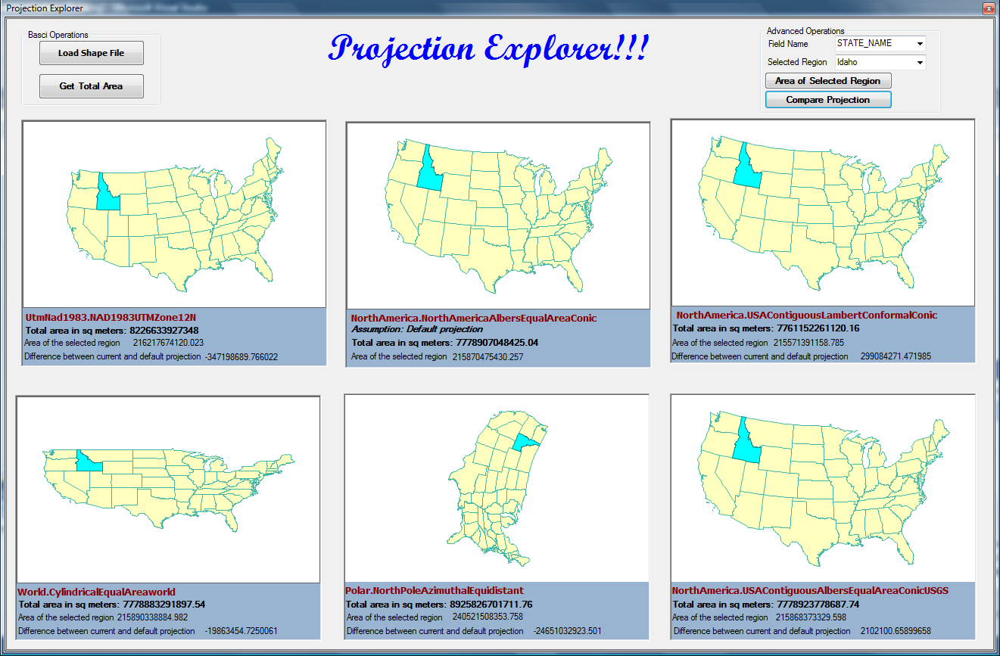 Projection Explorer
Basci Operations
Load Shape File
Get Total Area
Projection Explorer!!!
Advanced Operations
Field Name STATE_NAME
Selected Region Idaho
Area of Selected Region
Compare Projection
UtmNad1983.NAD1983UTMZone12N
Total area in sq meters: 8226633927348
Area of the selected region 216217674120.023
Difference between current and default projection -347198689.766022
NorthAmerica.NorthAmericaAlbersEqualAreaConic
Assumption: Default projection
Total area in sq meters: 7778907048425.04
Area of the selected region 215870475430.257
NorthAmerica.USAContiguousLambertConformalConic
Total area in sq meters: 7761152261120.16
Area of the selected region 215571391158.785
Difference between current and default projection 299084271.471985
World.CylindricalEqualAreaworld
Total area in sq meters: 7778883291897.54
Area of the selected region 215890338884.982
Difference between current and default projection -19863454.7250061
Polar.NorthPoleAzimuthalEquidistant
Total area in sq meters: 8925826701711.76
Area of the selected region 240521508353.758
Difference between current and default projection -24651032923.501
NorthAmerica.USAContiguousAlbersEqualAreaConicUSGS
Total area in sq meters: 7778923778687.74
Area of the selected region 215868373329.598
Difference between current and default projection 2102100.65899658